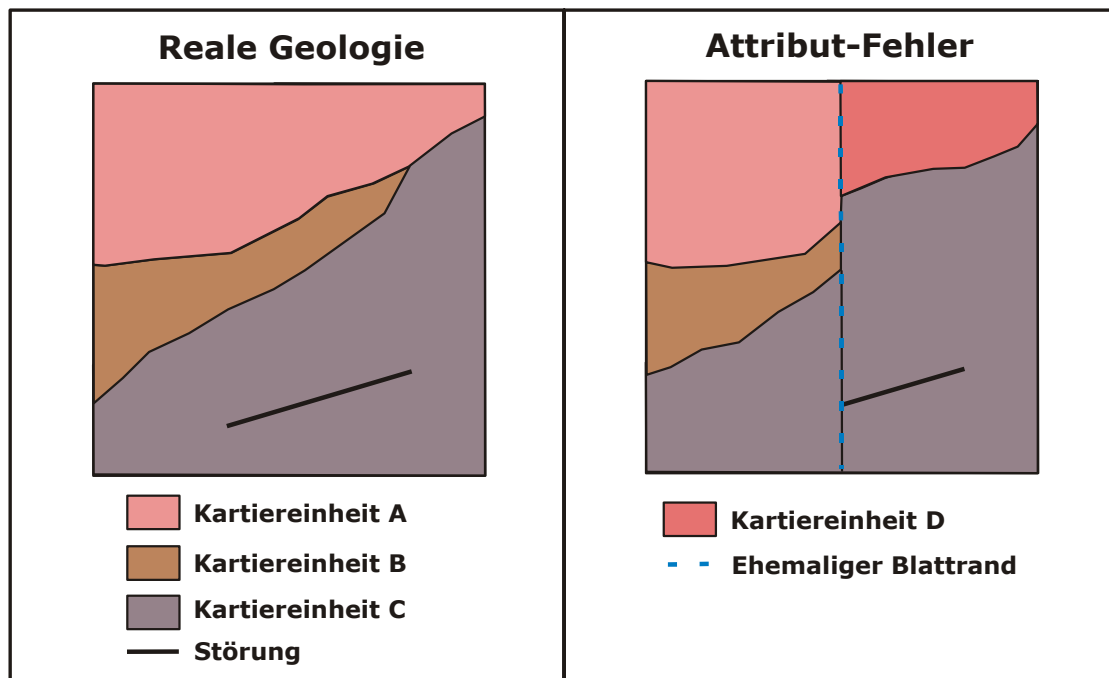 Reale Geologie
Kartiereinheit A
Kartiereinheit B
Kartiereinheit C
Störung
Attribut-Fehler
Kartiereinheit D
Ehemaliger Blattrand